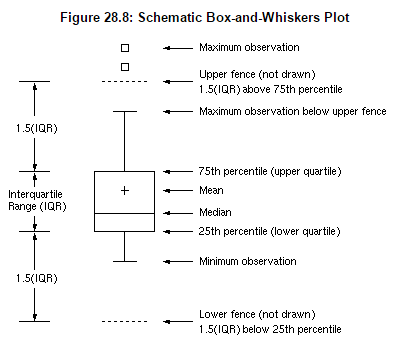 Figure 28.8: Schematic Box-and-Whiskers Plot
Maximum observation
Upper fence (not drawn)
1.5(IQR) above 75th percentile
Maximum observation below upper fence
1.5(IQR)
75th percentile (upper quartile)
Mean
Interquartile
Range (IQR)
Median
25th percentile (lower quartile)
Minimum observation
1.5(IQR)
Lower fence (not drawn)
1.5(IQR) below 25th percentile